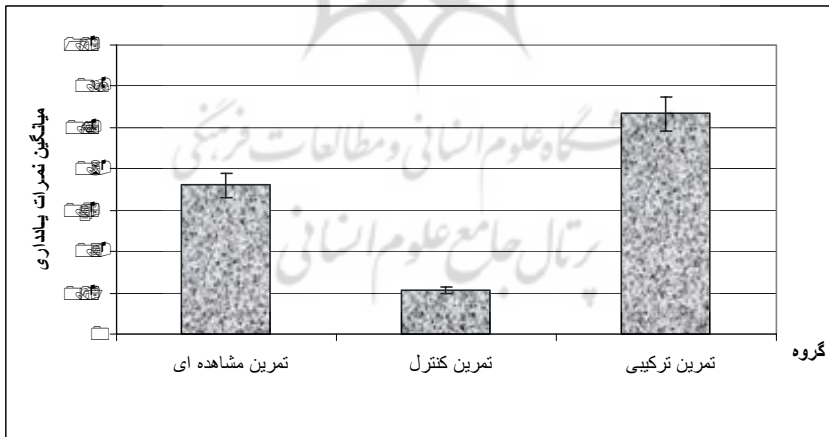 میانگین نمرات یادداری
پژوهشگاه علوم انسانی و مطالعات فرهنگی
پرتال جامع علوم انسانی
تمرین مشاهده ای
تمرین کنترل
تمرین ترکیبی
گروه